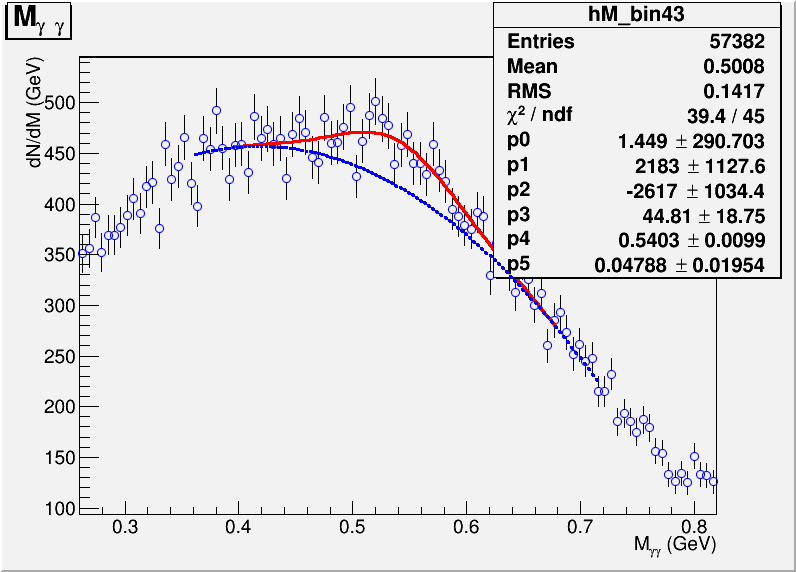 Mγ γ
hM_bin43
Entries 57382
Mean 0.5008
RMS 0.1417
χ² / ndf 39.4 / 45
p0 1.449 ± 290.703
p1 2183 ± 1127.6
p2 -2617 ± 1034.4
p3 44.81 ± 18.75
p4 0.5403 ± 0.0099
p5 0.04788 ± 0.01954
dN/dM (GeV)
500
450
400
350
300
250
200
150
100
0.3 0.4 0.5 0.6 0.7 0.8
Mγγ (GeV)